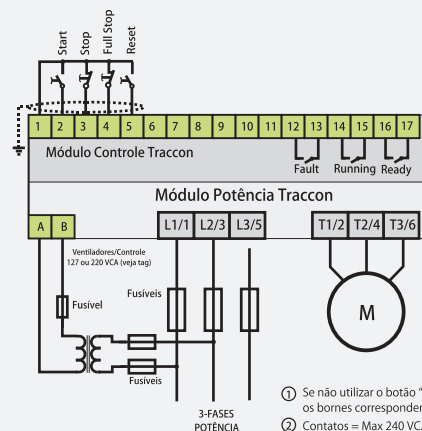 Start
Stop
Full Stop
Reset
1 2 3 4 5 6 7 8 9 10 11 12 13 14 15 16 17
Módulo Controle Traccon
Fault Running Ready
Módulo Potência Traccon
A B L1/1 L2/3 L3/5 T1/2 T2/4 T3/6
Ventiladores/Controle
127 ou 220 VCA (veja tag)
Fusível
Fusíveis
M
Fusíveis
3-FASES
POTÊNCIA
1 Se não utilizar o botão "
os bornes
2 Contatos = Max 240 VCA